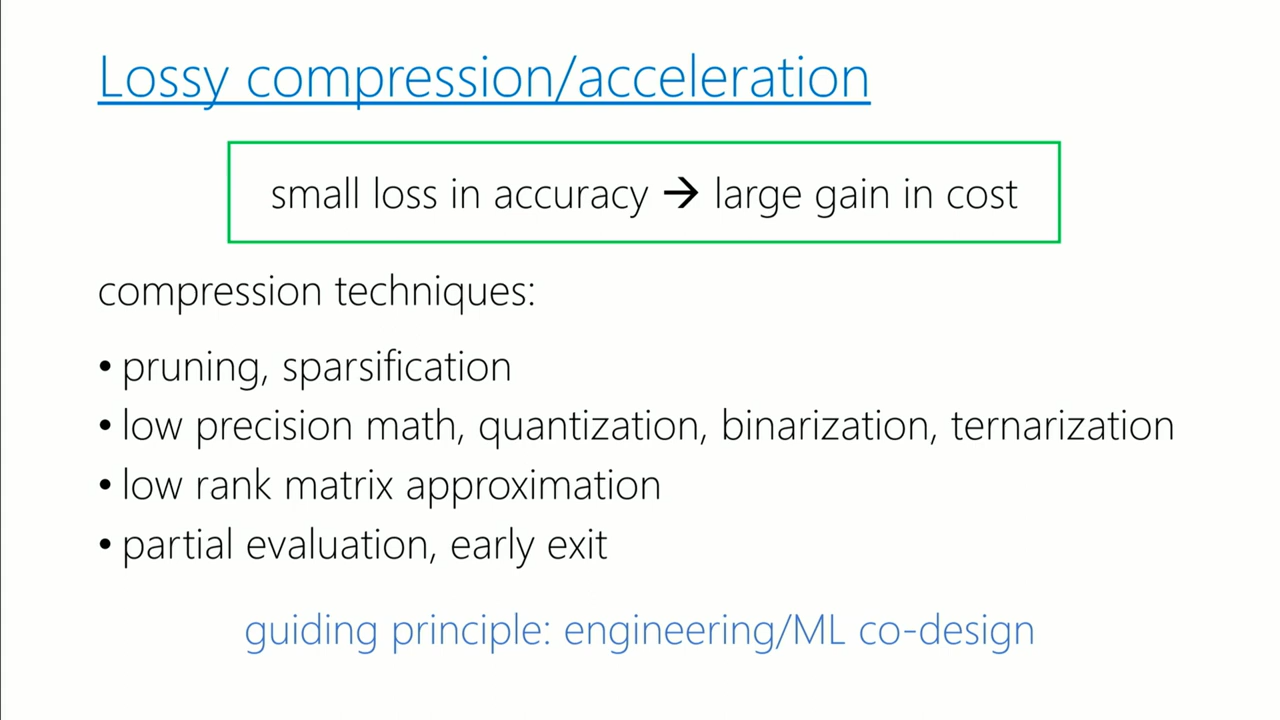 Lossy compression/acceleration
small loss in accuracy → large gain in cost
compression techniques:
• pruning, sparsification
• low precision math, quantization, binarization, ternarization
• low rank matrix approximation
• partial evaluation, early exit
guiding principle: engineering/ML co-design